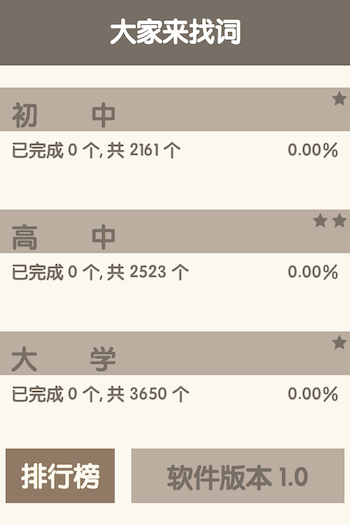 大家来找词
初 中
已完成 0 个, 共 2161 个 0.00%
高 中
已完成 0 个, 共 2523 个 0.00%
大 学
已完成 0 个, 共 3650 个 0.00%
排行榜 软件版本 1.0